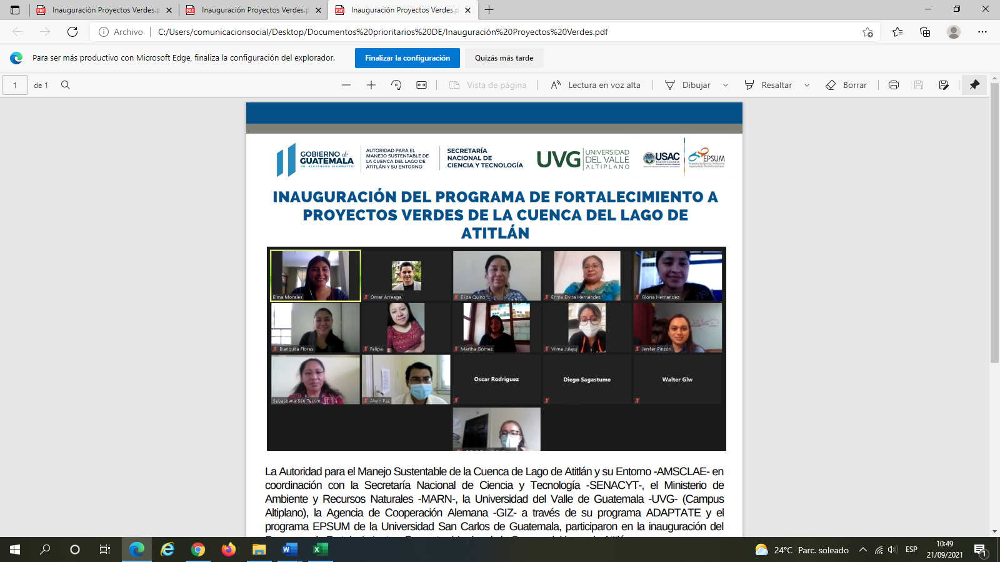 Inauguración Proyectos Verdes.p
Inauguración Proyectos Verdes.p
Inauguración Proyectos Verdes.p
Archivo
C:/Users/comunicacionsocial/Desktop/Documentos%20prioritarios%20DE/Inauguración%20Proyectos%20Verdes.pdf
Para ser más productivo con Microsoft Edge, finaliza la configuración del explorador.
Finalizar la configuración
Quizás más tarde
1 de 1
Vista de página
Lectura en voz alta
Dibujar
Resaltar
Borrar
GOBIERNO de
GUATEMALA
DR. ALEJANDRO GIAMMATTEI
AUTORIDAD PARA EL
MANEJO SUSTENTABLE DE
LA CUENCA DEL LAGO DE
ATITLÁN Y SU ENTORNO
SECRETARÍA
NACIONAL DE
CIENCIA Y TECNOLOGÍA
UVG
UNIVERSIDAD
DEL VALLE
ALTIPLANO
USAC
TRICENTENARIA
EPSUM
INAUGURACIÓN DEL PROGRAMA DE FORTALECIMIENTO A
PROYECTOS VERDES DE LA CUENCA DEL LAGO DE
ATITLÁN
Elma Morales
Omar Arreaga
Elida Quino
Enma Elvira Hernández
Gloria Hernandez
Blanquita Flores
Felipa
Martha Gómez
Vilma Julajuj
Jenifer Pinzón
Sebastiana Sén Tecúm
Alwin Paz
Oscar Rodriguez
Diego Sagastume
Walter Glw
La Autoridad para el Manejo Sustentable de la Cuenca de Lago de Atitlán y su Entorno -AMSCLAE- en
coordinación con la Secretaría Nacional de Ciencia y Tecnología -SENACYT-, el Ministerio de
Ambiente y Recursos Naturales -MARN-, la Universidad del Valle de Guatemala -UVG- (Campus
Altiplano), la Agencia de Cooperación Alemana -GIZ- a través de su programa ADAPTATE y el
programa EPSUM de la Universidad San Carlos de Guatemala, participaron en la inauguración del
24°C Parc. soleado
ESP
10:49
21/09/2021
1